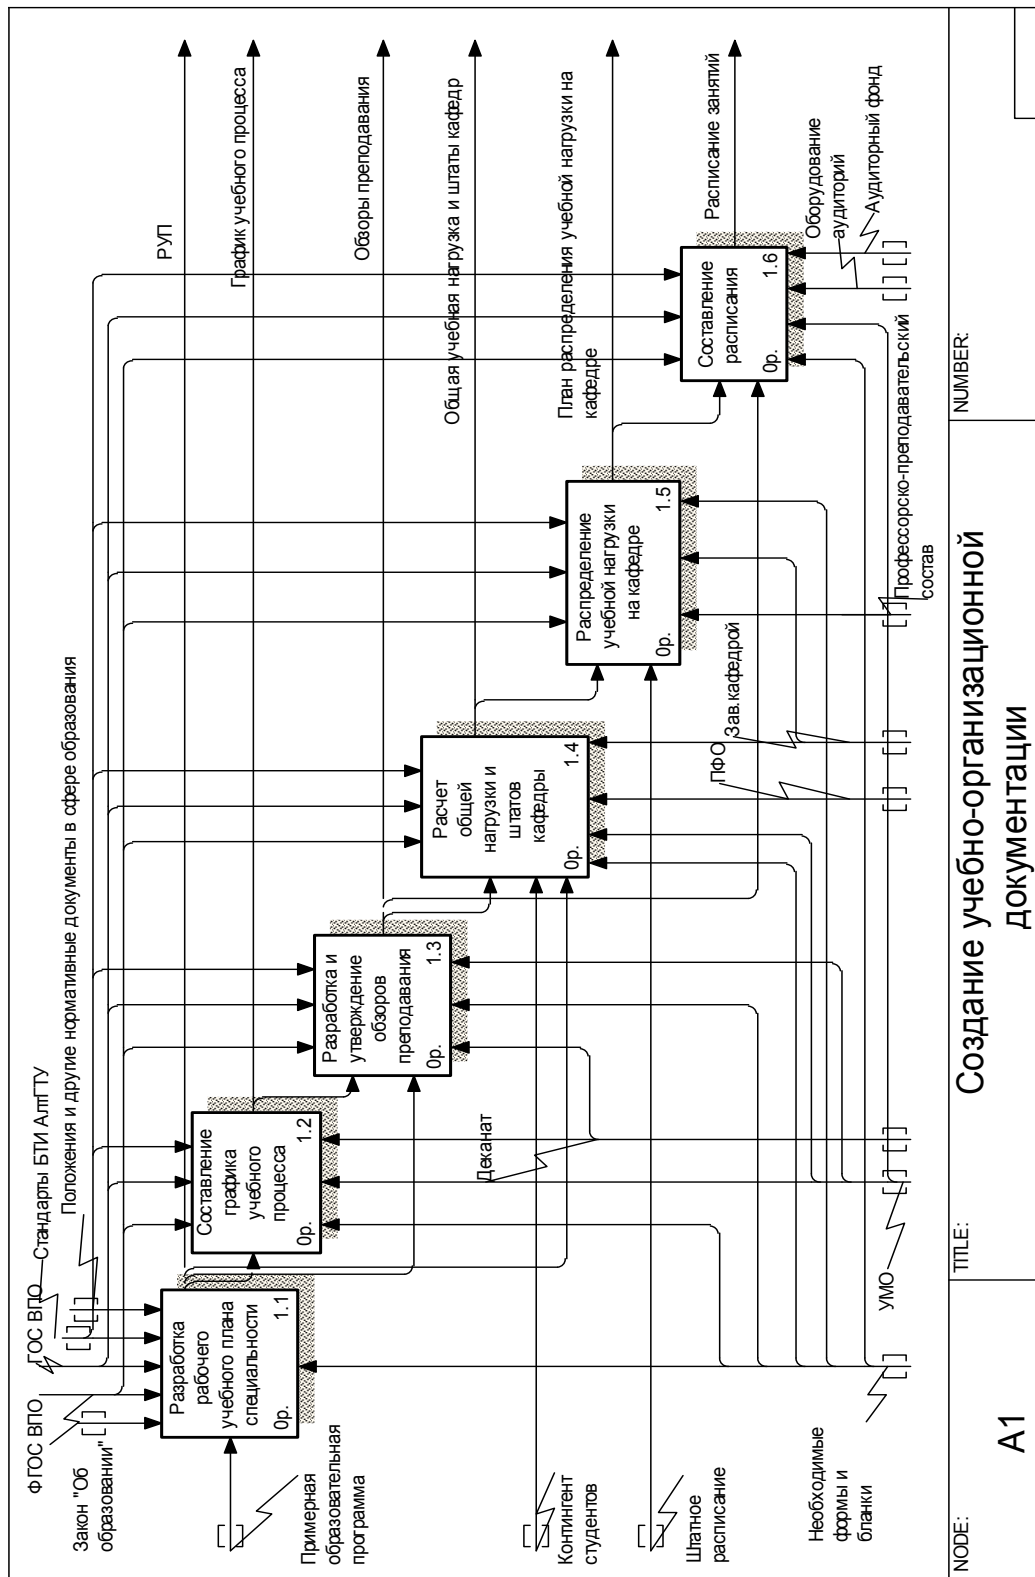 ФГОС ВПО
ГОС ВПО
Стандарты БТИ АлтГТУ
Положения и другие нормативные документы в сфере образования
Закон "Об
образовании"
Примерная
образовательная
программа
Контингент
студентов
Штатное
расписание
Необходимые
формы и
бланки
Разработка
рабочего
учебного плана
специальности
0р.
1.1
Составление
графика
учебного
процесса
0р.
1.2
Разработка и
утверждение
обзоров
преподавания
0р.
1.3
Расчет
общей
нагрузки и
штатов
кафедры
0р.
1.4
Распределение
учебной нагрузки
на кафедре
0р.
1.5
Составление
расписания
0р.
1.6
РУП
График учебного процесса
Обзоры преподавания
Общая учебная нагрузка и штаты кафедр
План распределения учебной нагрузки на
кафедре
Расписание занятий
Деканат
УМО
ПФО
Зав.кафедрой
Профессорско-преподавательский
состав
Оборудование
аудиторий
Аудиторный фонд
NODE:
A1
TITLE:
Создание учебно-организационной
документации
NUMBER: